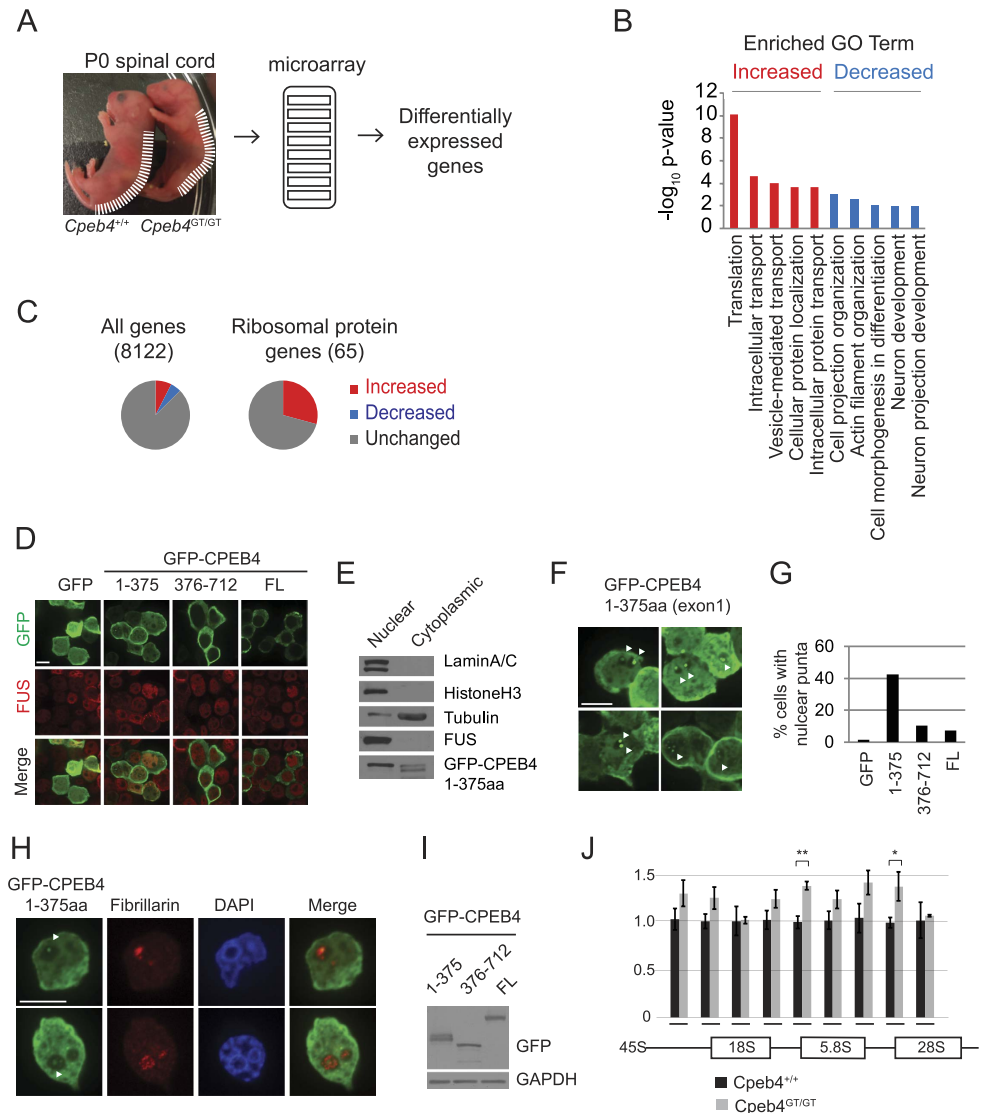 A
P0 spinal cord
Cpeb4+/+ Cpeb4GT/GT
microarray
Differentially
expressed
genes
B
Enriched GO Term
Increased Decreased
-log10 p-value
12
10
8
6
4
2
0
Translation
Intracellular transport
Vesicle-mediated transport
Cellular protein localization
Intracellular protein transport
Cell projection organization
Actin filament organization
Cell morphogenesis in differentiation
Neuron development
Neuron projection development
C
All genes
(8122)
Ribosomal protein
genes (65)
Increased
Decreased
Unchanged
D
GFP-CPEB4
GFP 1-375 376-712 FL
GFP
FUS
Merge
E
Nuclear
Cytoplasmic
LaminA/C
HistoneH3
Tubulin
FUS
GFP-CPEB4
1-375aa
F
GFP-CPEB4
1-375aa (exon1)
G
% cells with
nulcear punta
60
40
20
0
GFP
1-375
376-712
FL
H
GFP-CPEB4
1-375aa Fibrillarin DAPI Merge
I
GFP-CPEB4
1-375
376-712
FL
GFP
GAPDH
J
** *
1.5
1.0
0.5
0
45S 18S 5.8S 28S
Cpeb4+/+
Cpeb4GT/GT